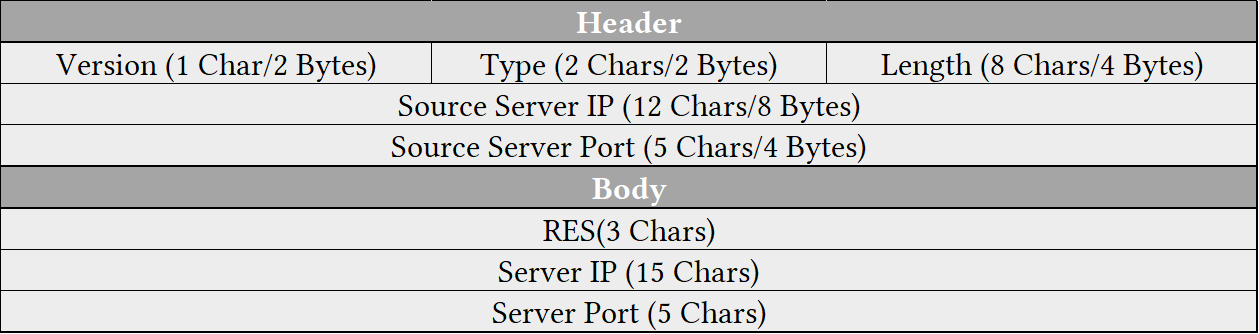 Header
Version (1 Char/2 Bytes) Type (2 Chars/2 Bytes) Length (8 Chars/4 Bytes)
Source Server IP (12 Chars/8 Bytes)
Source Server Port (5 Chars/4 Bytes)
Body
RES(3 Chars)
Server IP (15 Chars)
Server Port (5 Chars)